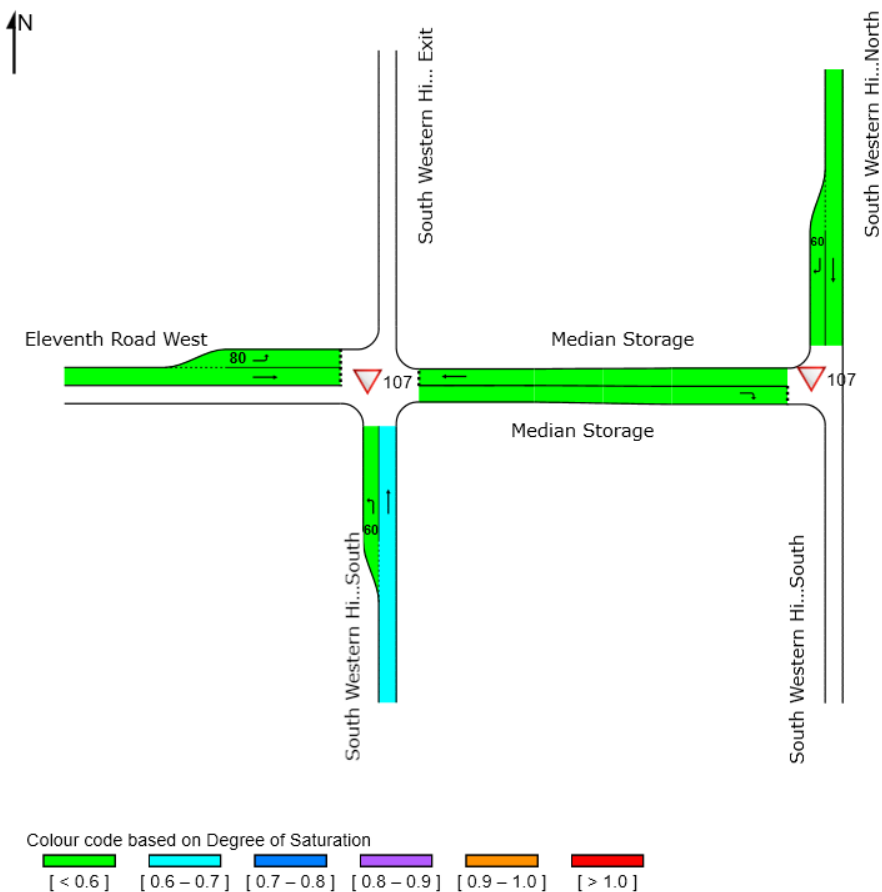 N
South Western Hi... Exit
South Western Hi...North
60
Eleventh Road West
80
Median Storage
107
107
Median Storage
60
South Western Hi...South
South Western Hi...South
Colour code based on Degree of Saturation
[ < 0.6 ] [ 0.6 – 0.7 ] [ 0.7 – 0.8 ] [ 0.8 – 0.9 ] [ 0.9 – 1.0 ] [ > 1.0 ]